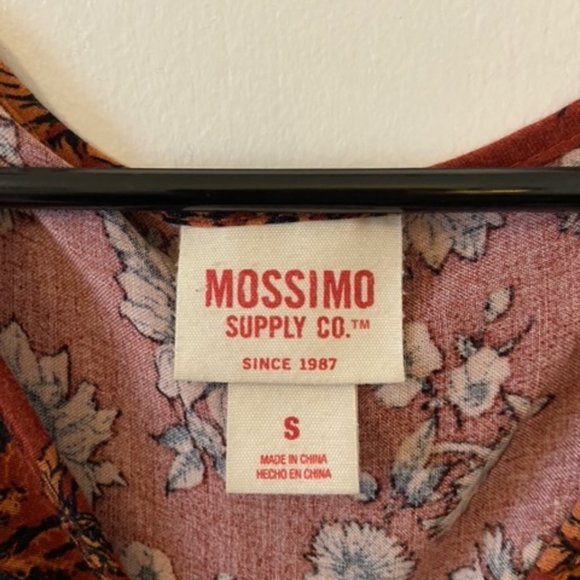 MOSSIMO
SUPPLY CO.™
SINCE 1987
S
MADE IN CHINA
HECHO EN CHINA